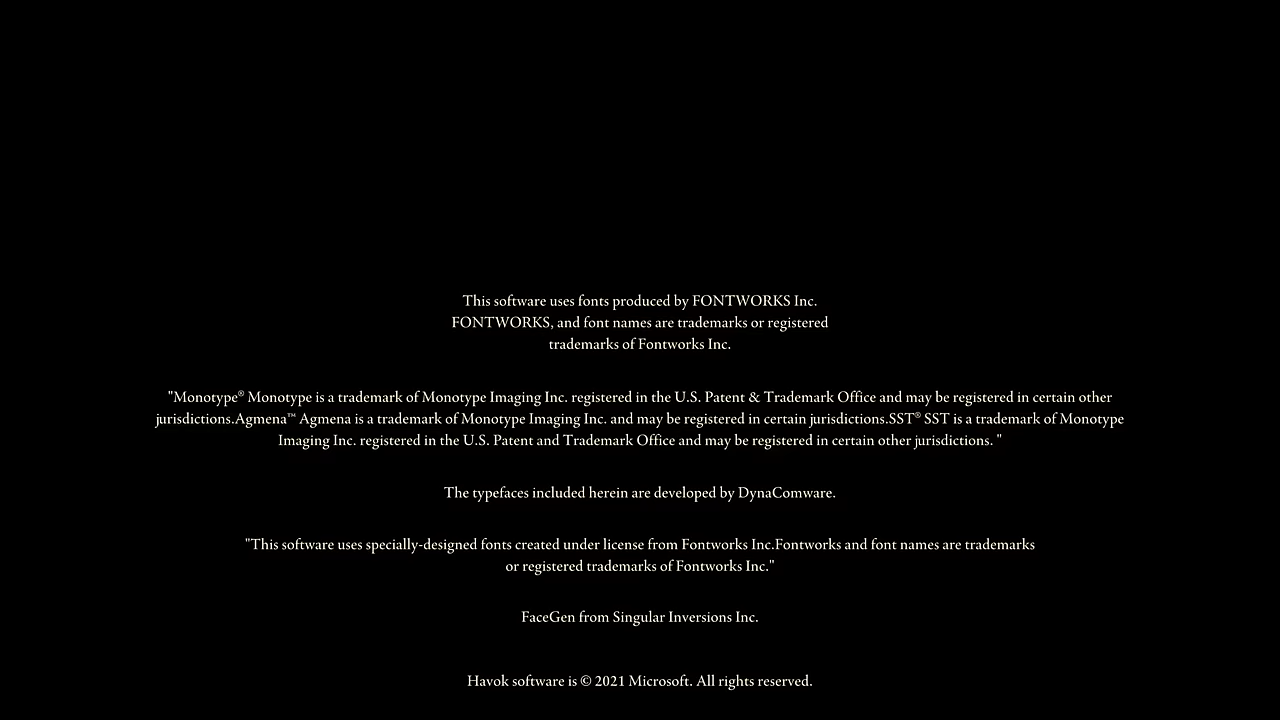 This software uses fonts produced by FONTWORKS Inc.
FONTWORKS, and font names are trademarks or registered
trademarks of Fontworks Inc.
"Monotype® Monotype is a trademark of Monotype Imaging Inc. registered in the U.S. Patent & Trademark Office and may be registered in certain other
jurisdictions.Agmena™ Agmena is a trademark of Monotype Imaging Inc. and may be registered in certain jurisdictions.SST® SST is a trademark of Monotype
Imaging Inc. registered in the U.S. Patent and Trademark Office and may be registered in certain other jurisdictions. "
The typefaces included herein are developed by DynaComware.
"This software uses specially-designed fonts created under license from Fontworks Inc.Fontworks and font names are trademarks
or registered trademarks of Fontworks Inc."
FaceGen from Singular Inversions Inc.
Havok software is © 2021 Microsoft. All rights reserved.